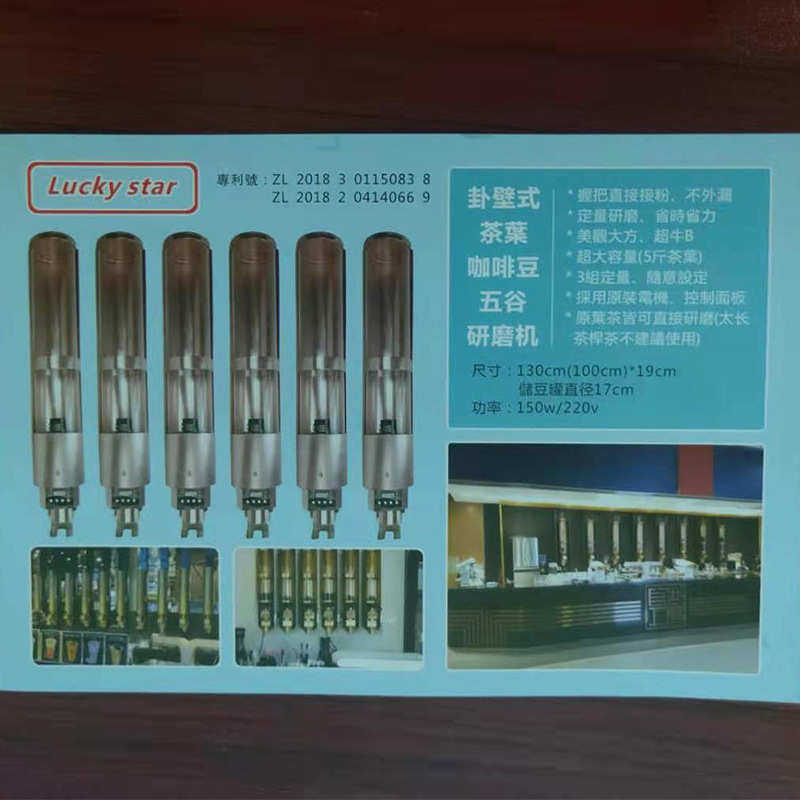 Lucky star
專利號：ZL 2018 3 0115083 8
ZL 2018 2 0414066 9
卦壁式
茶葉
咖啡豆
五谷
研磨机
*握把直接接粉、不外漏
*定量研磨、省時省力
*美觀大方、超牛B
*超大容量(5斤茶葉)
*3組定量、隨意設定
*採用原裝電機、控制面板
*原葉茶皆可直接研磨(太长
茶桿茶不建議使用)
尺寸：130cm(100cm)*19cm
儲豆罐直径17cm
功率：150w/220v